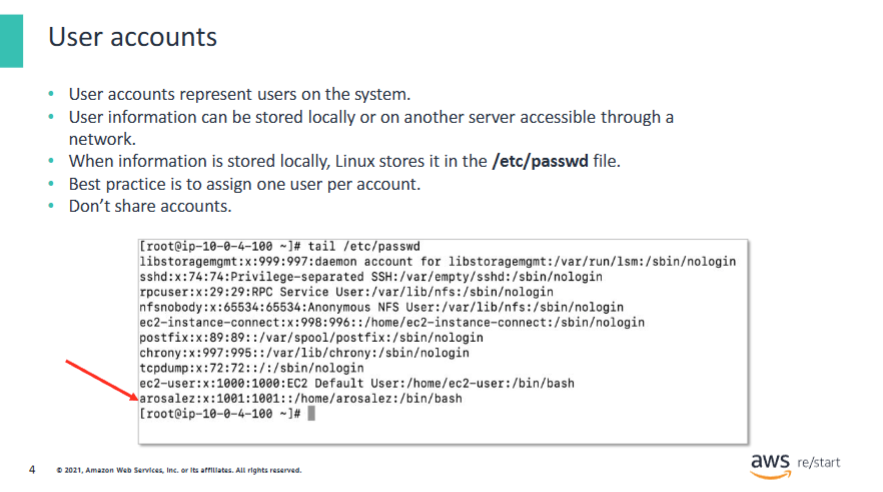 User accounts
• User accounts represent users on the system.
• User information can be stored locally or on another server accessible through a
network.
• When information is stored locally, Linux stores it in the /etc/passwd file.
• Best practice is to assign one user per account.
• Don’t share accounts.
[root@ip-10-0-4-100 ~]# tail /etc/passwd
libstoragemgmt:x:999:997:daemon account for libstoragemgmt:/var/run/lsm:/sbin/nologin
sshd:x:74:74:Privilege-separated SSH:/var/empty/sshd:/sbin/nologin
rpcuser:x:29:29:RPC Service User:/var/lib/nfs:/sbin/nologin
nfsnobody:x:65534:65534:Anonymous NFS User:/var/lib/nfs:/sbin/nologin
ec2-instance-connect:x:998:996::/home/ec2-instance-connect:/sbin/nologin
postfix:x:89:89::/var/spool/postfix:/sbin/nologin
chrony:x:997:995::/var/lib/chrony:/sbin/nologin
tcpdump:x:72:72::/:/sbin/nologin
ec2-user:x:1000:1000:EC2 Default User:/home/ec2-user:/bin/bash
arosalez:x:1001:1001::/home/arosalez:/bin/bash
[root@ip-10-0-4-100 ~]#
4 © 2021, Amazon Web Services, Inc. or its affiliates. All rights reserved.
aws re/start